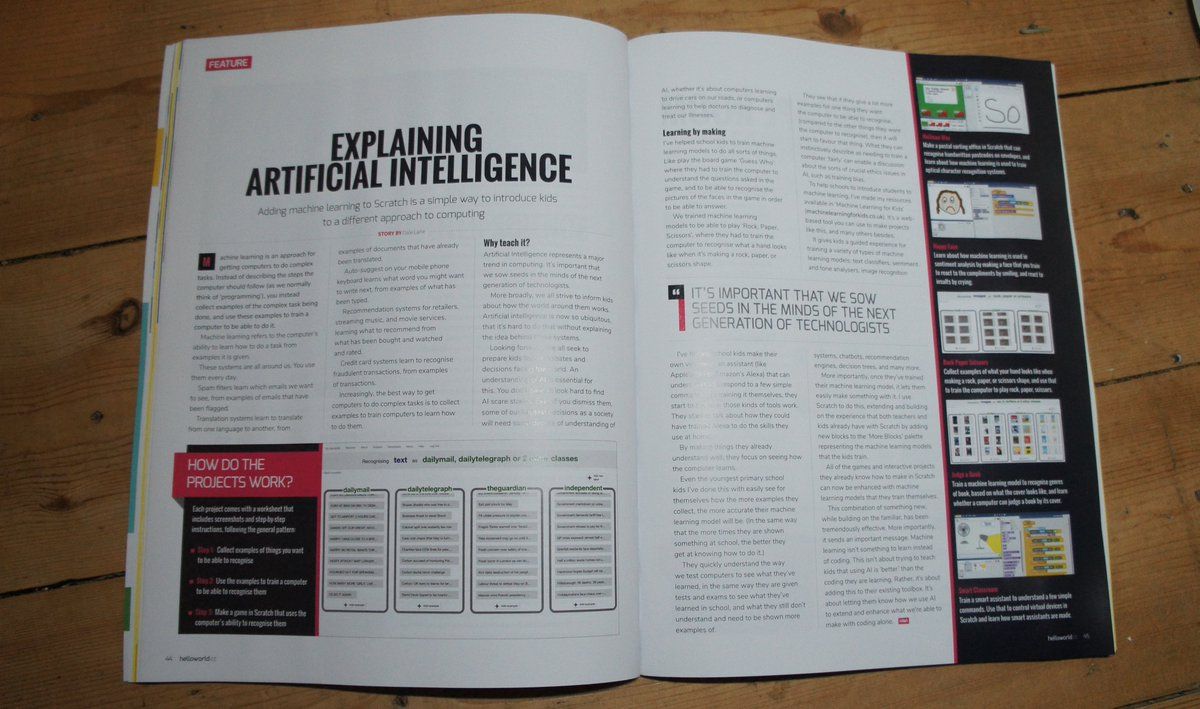 FEATURE
EXPLAINING
ARTIFICIAL INTELLIGENCE
Adding machine learning to Scratch is a simple way to introduce kids
to a different approach to computing
STORY BY Dale Lane
Machine learning is an approach for
getting computers to do complex
tasks. Instead of describing the steps the
computer should follow (as we normally
think of 'programming'), you instead
collect examples of the complex task being
done, and use these examples to train a
computer to be able to do it.
Machine learning refers to the computer's
ability to learn how to do a task from
examples it is given.
These systems are all around us. You use
them every day.
Spam filters learn which emails we want
to see, from examples of emails that have
been flagged.
Translation systems learn to translate
from one language to another, from
examples of documents that have already
been translated.
Auto-suggest on your mobile phone
keyboard learns what word you might want
to write next, from examples of what has
been typed.
Recommendation systems for retailers,
streaming music, and movie services,
learning what to recommend from
what has been bought and watched
and rated.
Credit card systems learn to recognise
fraudulent transactions, from examples
of transactions.
Increasingly, the best way to get
computers to do complex tasks is to collect
examples to train computers to learn how
to do them.
Why teach it?
Artificial Intelligence represents a major
trend in computing. It's important that
we sow seeds in the minds of the next
generation of technologists.
More broadly, we all strive to inform kids
about how the world around them works.
Artificial intelligence is now so ubiquitous,
that it's hard to do that without explaining
the idea behind these systems.
Looking all seek to
prepare kids debates and
decisions facing and. An
understanding essential for
this. You don't look hard to find
AI scare if you dismiss them,
some of our decisions as a society
will need some of understanding of
HOW DO THE
PROJECTS WORK?
Each project comes with a worksheet that
includes screenshots and step-by-step
instructions, following the general pattern
Step 1: Collect examples of things you want
to be able to recognise
Step 2: Use the examples to train a computer
to be able to recognise them
Step 3: Make a game in Scratch that uses the
computer's ability to recognise them
Recognising text as dailymail, dailytelegraph or 2 classes
dailymail
dailytelegraph
theguardian
independent
44 helloworld.cc
AI, whether it's about computers learning
to drive cars on our roads, or computers
learning to help doctors to diagnose and
treat our illnesses.
Learning by making
I've helped school kids to train machine
learning models to do all sorts of things.
Like play the board game 'Guess Who'
where they had to train the computer to
understand the questions asked in the
game, and to be able to recognise the
pictures of the faces in the game in order
to be able to answer.
We trained machine learning
models to be able to play 'Rock, Paper,
Scissors', where they had to train the
computer to recognise what a hand looks
like when it's making a rock, paper, or
scissors shape.
They see that if they give a lot more
examples for one thing they want
the computer to be able to recognise,
(compared to the other things they want
the computer to recognise), then it will
start to favour that thing. What they can
instinctively describe as needing to train a
computer 'fairly' can enable a discussion
about the sorts of crucial ethics issues in
AI, such as training bias.
To help schools to introduce students to
machine learning, I've made my resources
available in 'Machine Learning for Kids'
(machinelearningforkids.co.uk). It's a web-
based tool you can use to make projects
like this, and many others besides.
It gives kids a guided experience for
training a variety of types of machine
learning models: text classifiers, sentiment
and tone analysers, image recognition
IT'S IMPORTANT THAT WE SOW
SEEDS IN THE MINDS OF THE NEXT
GENERATION OF TECHNOLOGISTS
I've school kids make their
own assistant (like
Apple's Amazon's Alexa) that can
understand respond to a few simple
commands. training it themselves, they
start to those kinds of tools work.
They start to talk about how they could
have trained Alexa to do the skills they
use at home.
By making things they already
understand well, they focus on seeing how
the computer learns.
Even the youngest primary school
kids I've done this with easily see for
themselves how the more examples they
collect, the more accurate their machine
learning model will be. (In the same way
that the more times they are shown
something at school, the better they
get at knowing how to do it.)
They quickly understand the way
we test computers to see what they've
learned, in the same way they are given
tests and exams to see what they've
learned in school, and what they still don't
understand and need to be shown more
examples of.
systems, chatbots, recommendation
engines, decision trees, and many more.
More importantly, once they've trained
their machine learning model, it lets them
easily make something with it. I use
Scratch to do this, extending and building
on the experience that both teachers and
kids already have with Scratch by adding
new blocks to the 'More Blocks' palette
representing the machine learning models
that the kids train.
All of the games and interactive projects
they already know how to make in Scratch
can now be enhanced with machine
learning models that they train themselves.
This combination of something new,
while building on the familiar, has been
tremendously effective. More importantly,
it sends an important message. Machine
learning isn't something to learn instead
of coding. This isn't about trying to teach
kids that using AI is 'better' than the
coding they are learning. Rather, it's about
adding this to their existing toolbox. It's
about letting them know how we use AI
to extend and enhance what we're able to
make with coding alone.
So
Mailman Max
Make a postal sorting office in Scratch that can
recognise handwritten postcodes on envelopes, and
learn about how machine learning is used to train
optical character recognition systems.
Happy Face
Learn about how machine learning is used in
sentiment analysis by making a face that you train
to react to the compliments by smiling, and react to
insults by crying.
Rock Paper Scissors
Collect examples of what your hand looks like when
making a rock, paper, or scissors shape, and use that
to train the computer to play rock, paper, scissors.
Judge a Book
Train a machine learning model to recognise genres
of book, based on what the cover looks like, and learn
whether a computer can judge a book by its cover.
Smart Classroom
Train a smart assistant to understand a few simple
commands. Use that to control virtual devices in
Scratch and learn how smart assistants are made.
helloworld.cc 45